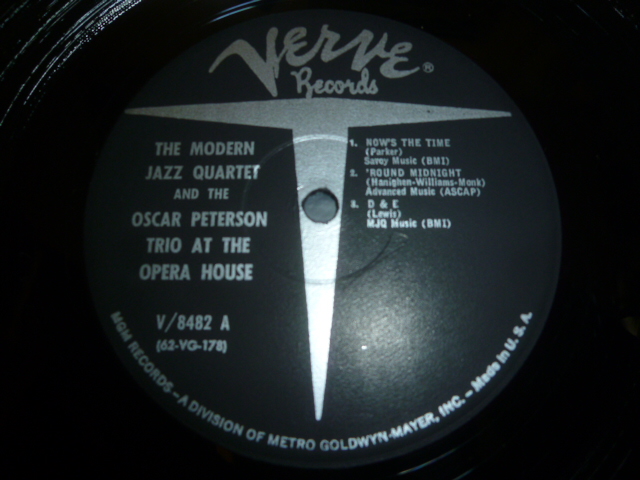 Verve®
Records
THE MODERN
JAZZ QUARTET
AND THE
OSCAR PETERSON
TRIO AT THE
OPERA HOUSE
V/8482 A
(62-VG-178)
1. NOW'S THE TIME
(Parker)
Savoy Music (BMI)
2. 'ROUND MIDNIGHT
(Hanighen-Williams-Monk)
Advanced Music (ASCAP)
3. D & E
(Lewis)
MJQ Music (BMI)
MGM RECORDS – A DIVISION OF METRO GOLDWYN-MAYER, INC. – Made in U. S. A.